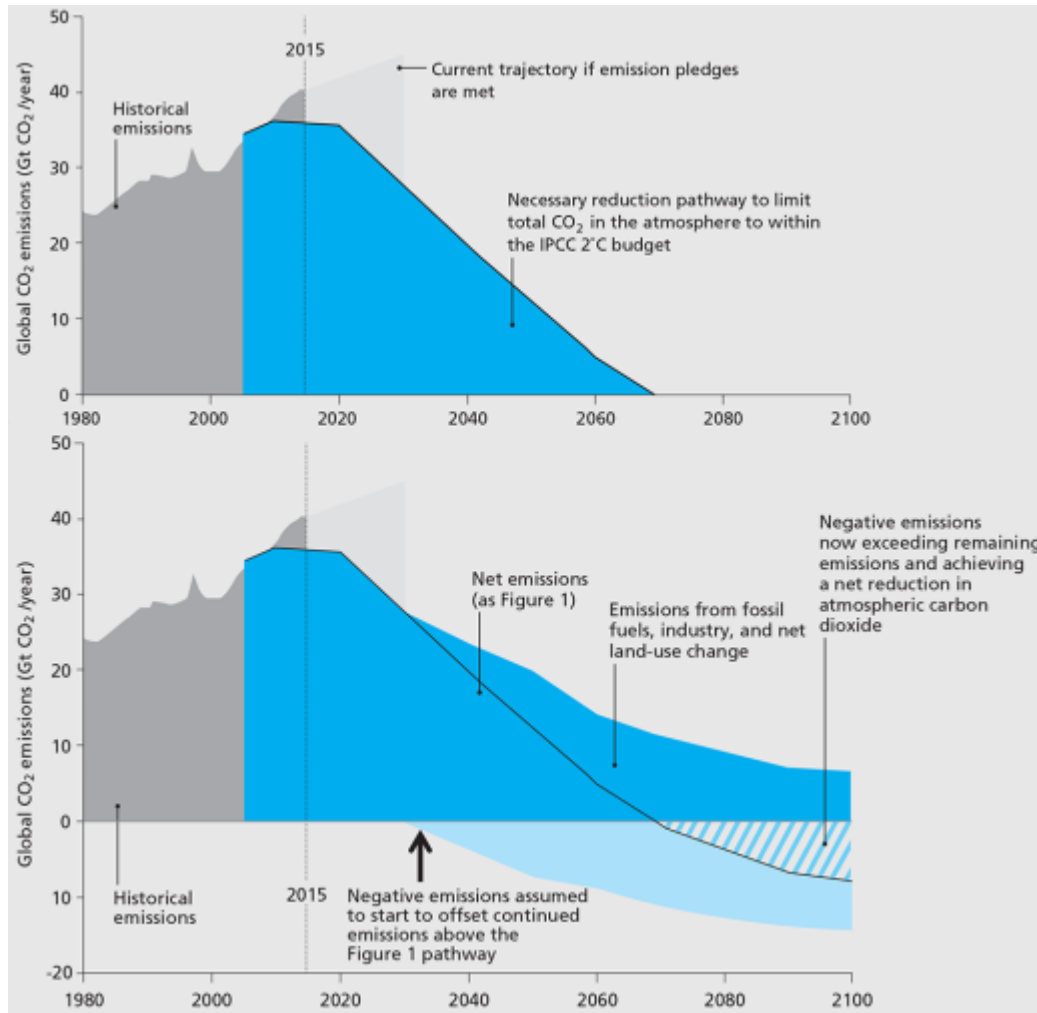 50
2015
Current trajectory if emission pledges
are met
40
Historical
emissions
30
Necessary reduction pathway to limit
total CO₂ in the atmosphere to within
the IPCC 2°C budget
20
10
0
Global CO₂ emissions (Gt CO₂ /year)
1980 2000 2020 2040 2060 2080 2100
50
40
Negative emissions
now exceeding remaining
emissions and achieving
a net reduction in
atmospheric carbon
dioxide
Net emissions
(as Figure 1)
Emissions from fossil
fuels, industry, and net
land-use change
30
20
10
0
Global CO₂ emissions (Gt CO₂ /year)
Historical
emissions
2015
Negative emissions assumed
to start to offset continued
emissions above the
Figure 1 pathway
10
-20
1980 2000 2020 2040 2060 2080 2100